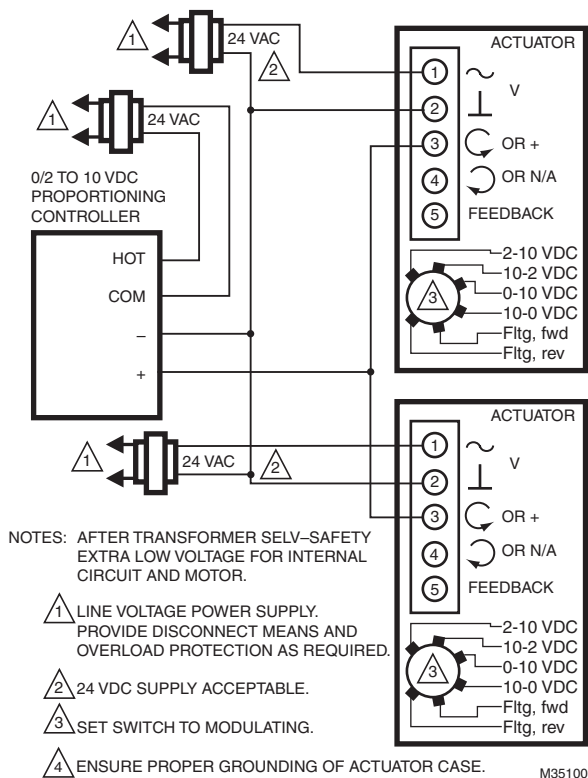 1
24 VAC
2
1
24 VAC
0/2 TO 10 VDC
PROPORTIONING
CONTROLLER
HOT
COM
–
+
ACTUATOR
1
V
2
3 OR +
4 OR N/A
5 FEEDBACK
3
2-10 VDC
10-2 VDC
0-10 VDC
10-0 VDC
Fltg, fwd
Fltg, rev
1
24 VAC
2
ACTUATOR
1
V
2
3 OR +
4 OR N/A
5 FEEDBACK
3
2-10 VDC
10-2 VDC
0-10 VDC
10-0 VDC
Fltg, fwd
Fltg, rev
NOTES: AFTER TRANSFORMER SELV–SAFETY
EXTRA LOW VOLTAGE FOR INTERNAL
CIRCUIT AND MOTOR.
1 LINE VOLTAGE POWER SUPPLY.
PROVIDE DISCONNECT MEANS AND
OVERLOAD PROTECTION AS REQUIRED.
2 24 VDC SUPPLY ACCEPTABLE.
3 SET SWITCH TO MODULATING.
4 ENSURE PROPER GROUNDING OF ACTUATOR CASE.
M35100